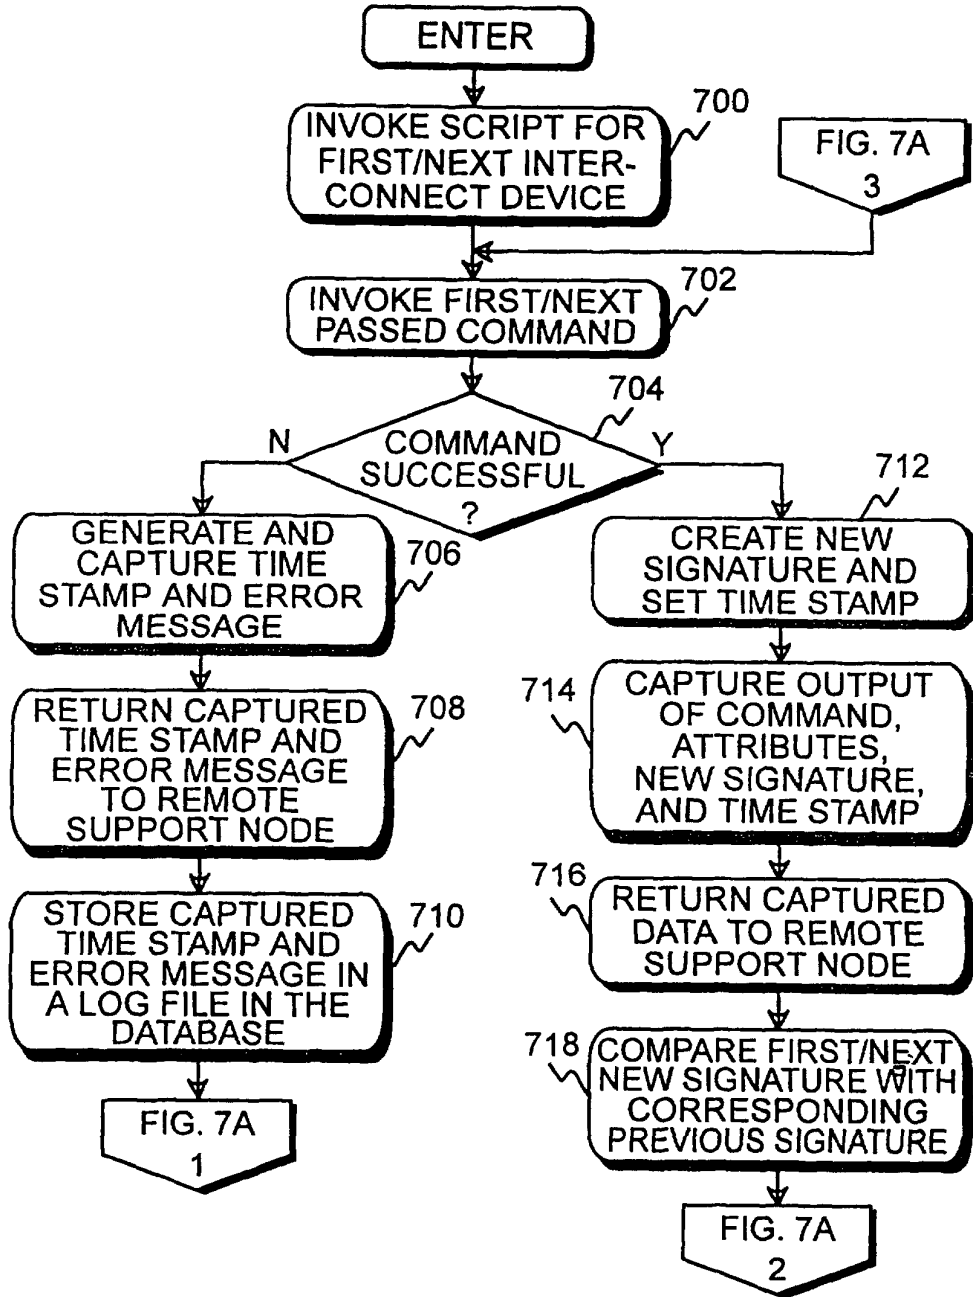 ENTER
700
INVOKE SCRIPT FOR
FIRST/NEXT INTER-
CONNECT DEVICE
FIG. 7A
3
702
INVOKE FIRST/NEXT
PASSED COMMAND
704
N
COMMAND
SUCCESSFUL
?
Y
706
GENERATE AND
CAPTURE TIME
STAMP AND ERROR
MESSAGE
708
RETURN CAPTURED
TIME STAMP AND
ERROR MESSAGE
TO REMOTE
SUPPORT NODE
710
STORE CAPTURED
TIME STAMP AND
ERROR MESSAGE IN
A LOG FILE IN THE
DATABASE
FIG. 7A
1
712
CREATE NEW
SIGNATURE AND
SET TIME STAMP
714
CAPTURE OUTPUT
OF COMMAND,
ATTRIBUTES,
NEW SIGNATURE,
AND TIME STAMP
716
RETURN CAPTURED
DATA TO REMOTE
SUPPORT NODE
718
COMPARE FIRST/NEXT
NEW SIGNATURE WITH
CORRESPONDING
PREVIOUS SIGNATURE
FIG. 7A
2